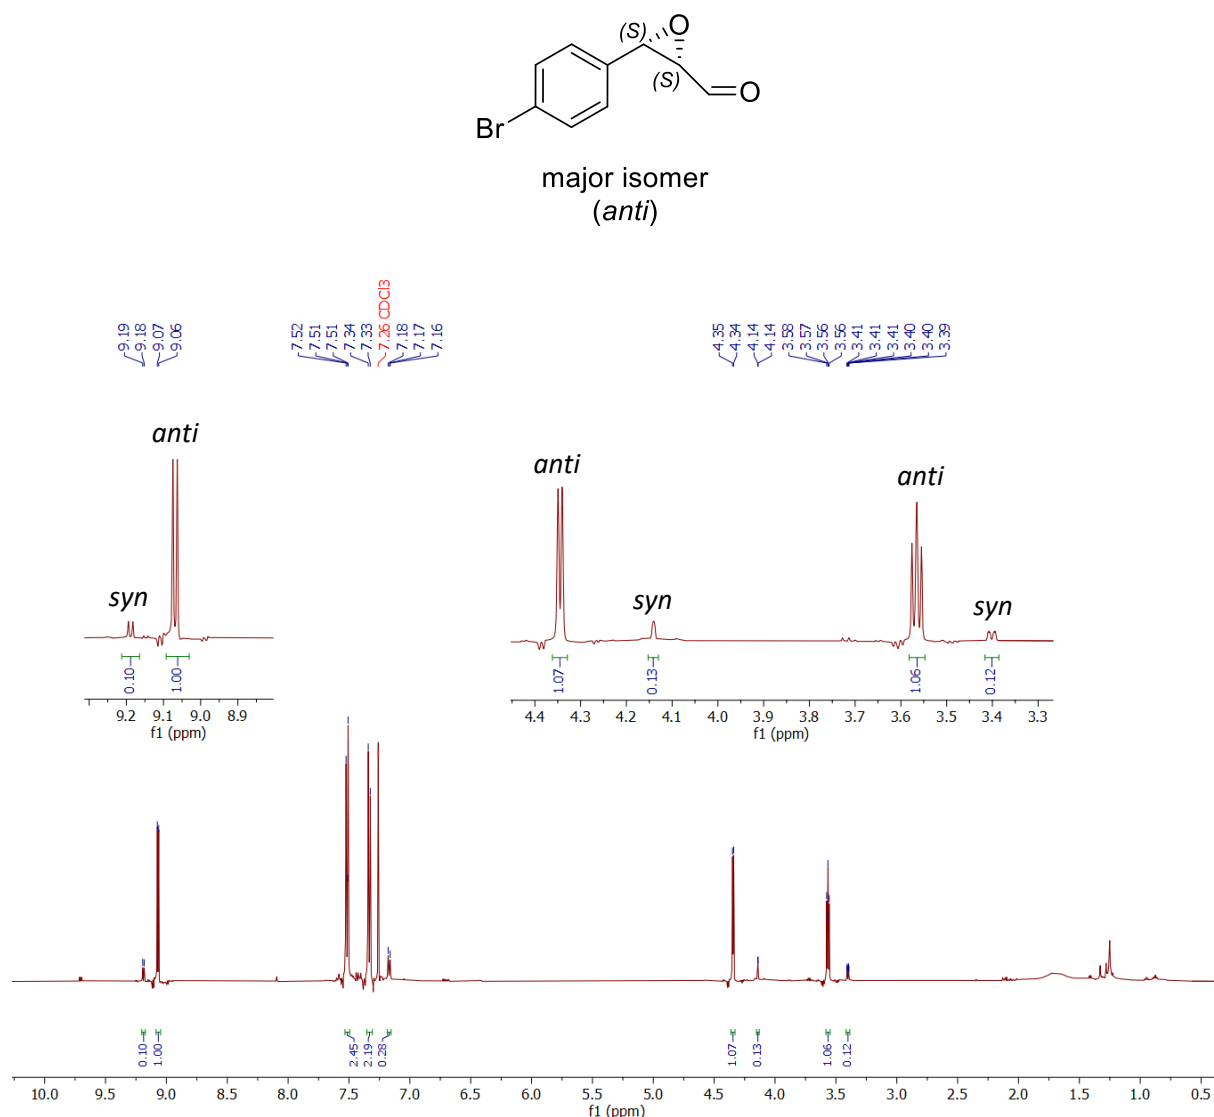 (S)
O
(S)
O
Br
major isomer
(anti)
9.19
9.18
9.07
9.06
7.52
7.51
7.51
7.34
7.33
7.26 CDCl3
7.18
7.17
7.16
4.35
4.34
4.14
4.14
3.58
3.57
3.56
3.56
3.41
3.41
3.41
3.40
3.40
3.39
anti
syn
0.10
1.00
9.2 9.1 9.0 8.9
f1 (ppm)
anti
syn
anti
syn
1.07
0.13
1.06
0.12
4.4 4.3 4.2 4.1 4.0 3.9 3.8 3.7 3.6 3.5 3.4 3.3
f1 (ppm)
0.10
1.00
2.45
2.19
0.28
1.07
0.13
1.06
0.12
10.0 9.5 9.0 8.5 8.0 7.5 7.0 6.5 6.0 5.5 5.0 4.5 4.0 3.5 3.0 2.5 2.0 1.5 1.0 0.5
f1 (ppm)